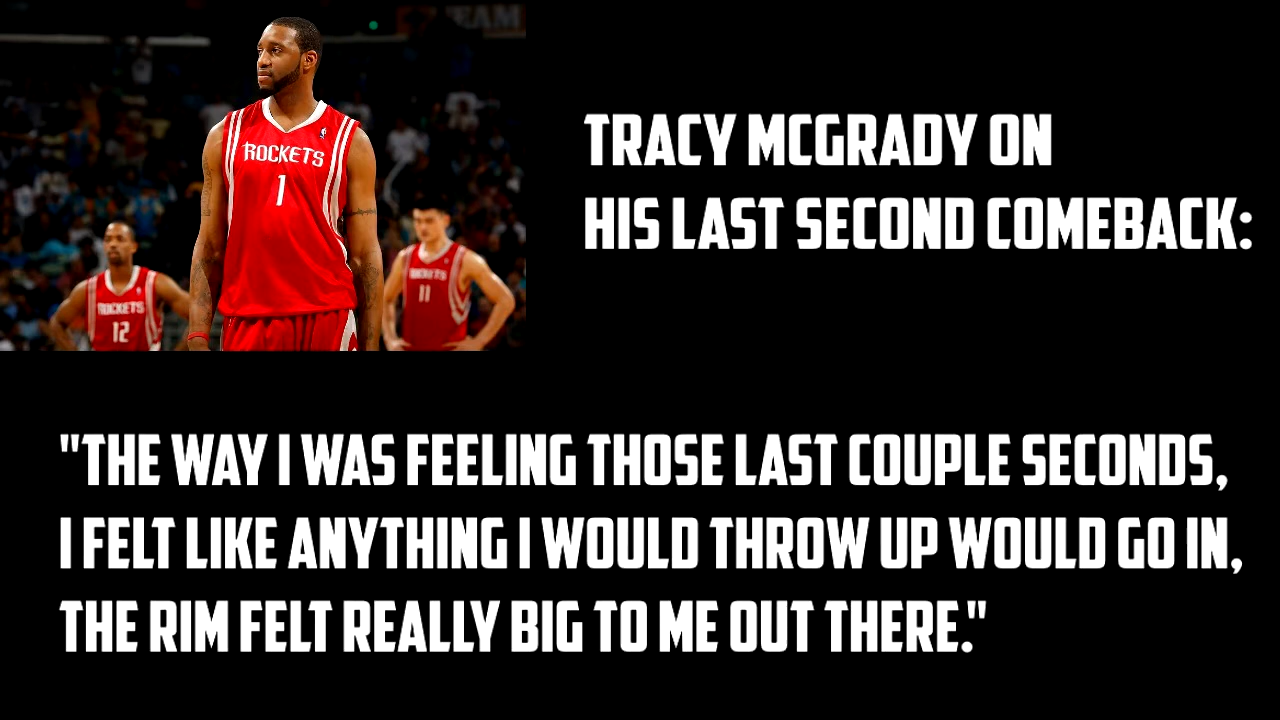 TEAM
ROCKETS
1
ROCKETS
12
ROCKETS
11
TRACY MCGRADY ON
HIS LAST SECOND COMEBACK:
"THE WAY I WAS FEELING THOSE LAST COUPLE SECONDS,
I FELT LIKE ANYTHING I WOULD THROW UP WOULD GO IN,
THE RIM FELT REALLY BIG TO ME OUT THERE."